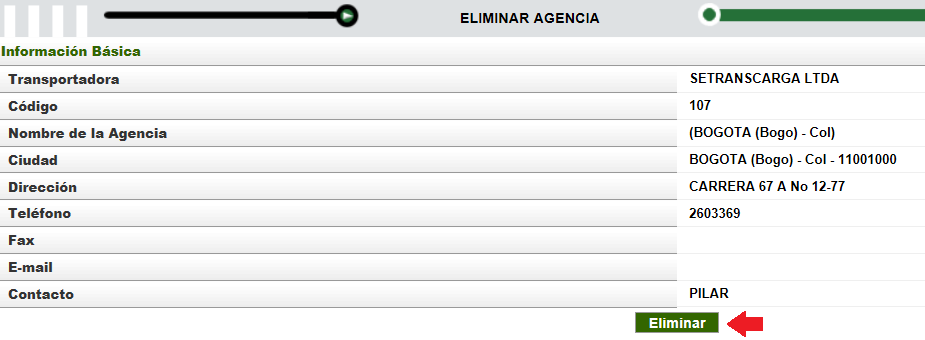 ELIMINAR AGENCIA
Información Básica
Transportadora SETRANSCARGA LTDA
Código 107
Nombre de la Agencia (BOGOTA (Bogo) - Col)
Ciudad BOGOTA (Bogo) - Col - 11001000
Dirección CARRERA 67 A No 12-77
Teléfono 2603369
Fax
E-mail
Contacto PILAR
Eliminar